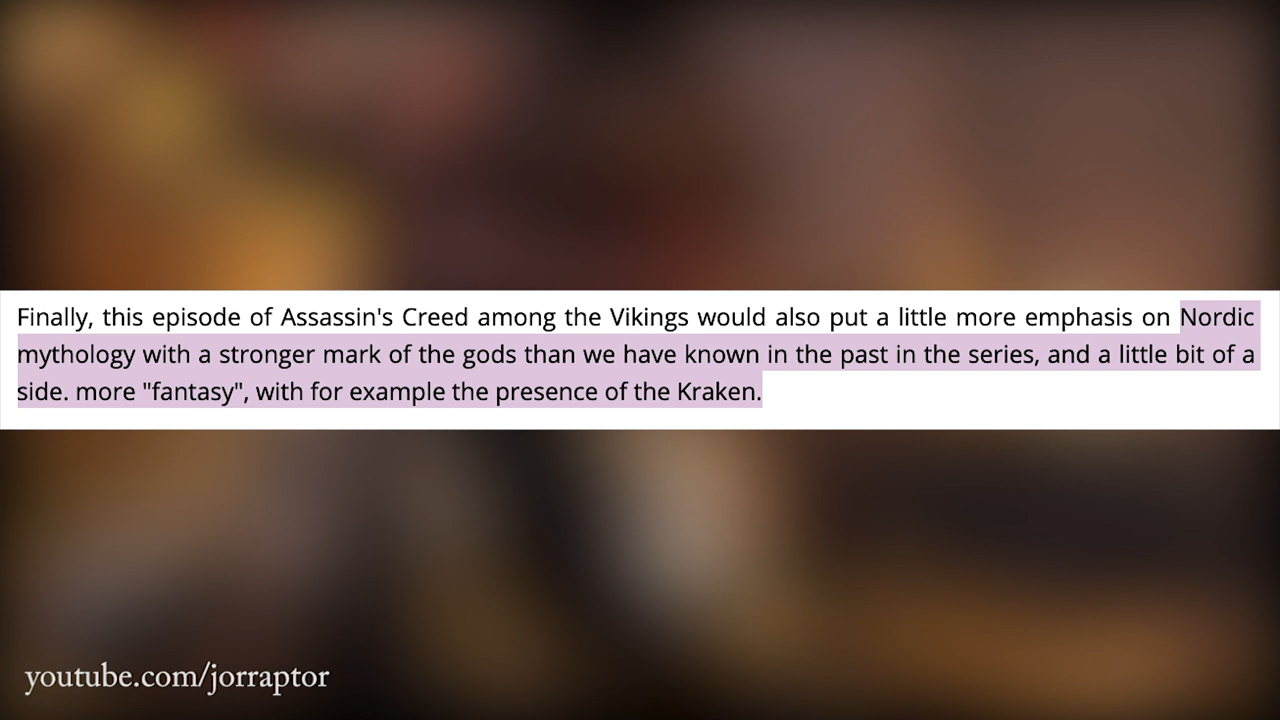 Finally, this episode of Assassin's Creed among the Vikings would also put a little more emphasis on Nordic
mythology with a stronger mark of the gods than we have known in the past in the series, and a little bit of a
side. more "fantasy", with for example the presence of the Kraken.
youtube.com/jorraptor